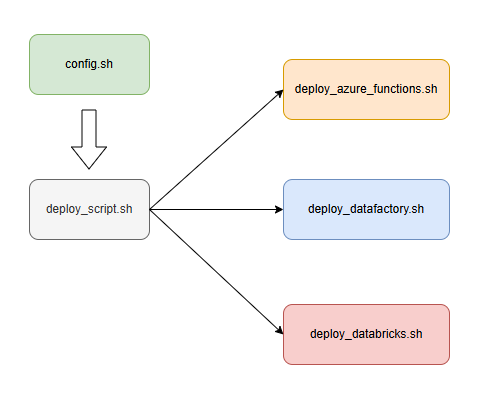 config.sh
deploy_azure_functions.sh
deploy_script.sh
deploy_datafactory.sh
deploy_databricks.sh